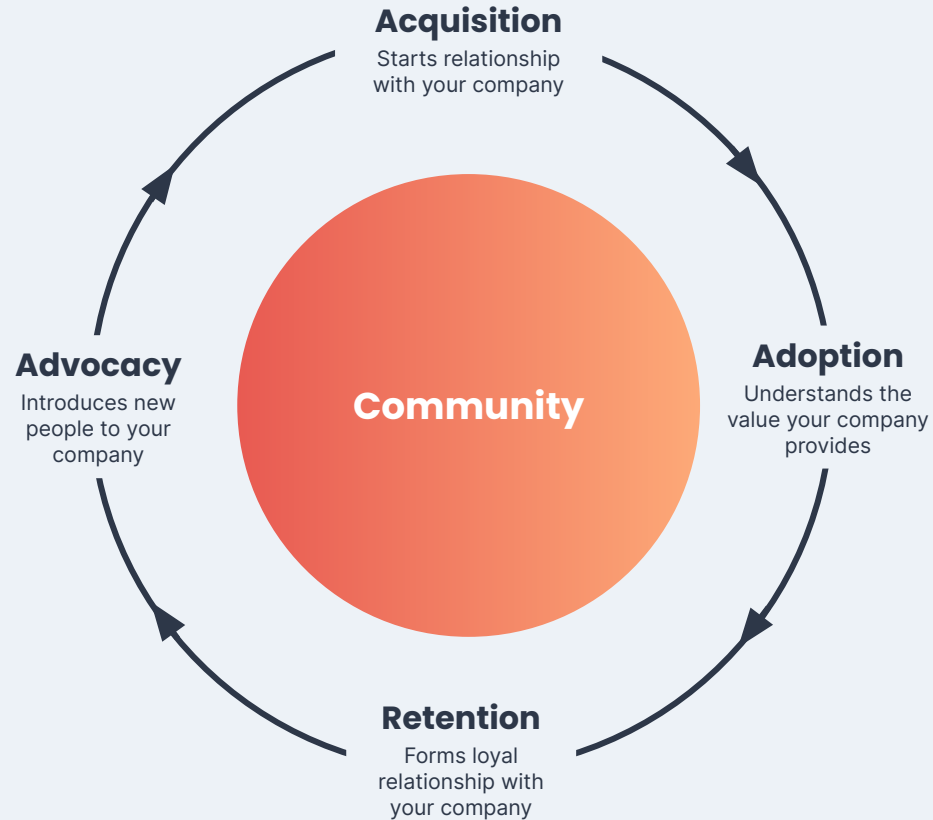 Acquisition
Starts relationship
with your company
Adoption
Understands the
value your company
provides
Retention
Forms loyal
relationship with
your company
Advocacy
Introduces new
people to your
company
Community